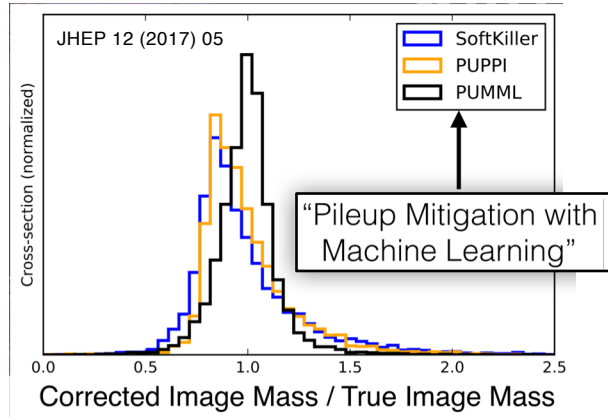 JHEP 12 (2017) 05
SoftKiller
PUPPI
PUMML
Cross-section (normalized)
“Pileup Mitigation with
Machine Learning”
0.0 0.5 1.0 1.5 2.0 2.5
Corrected Image Mass / True Image Mass